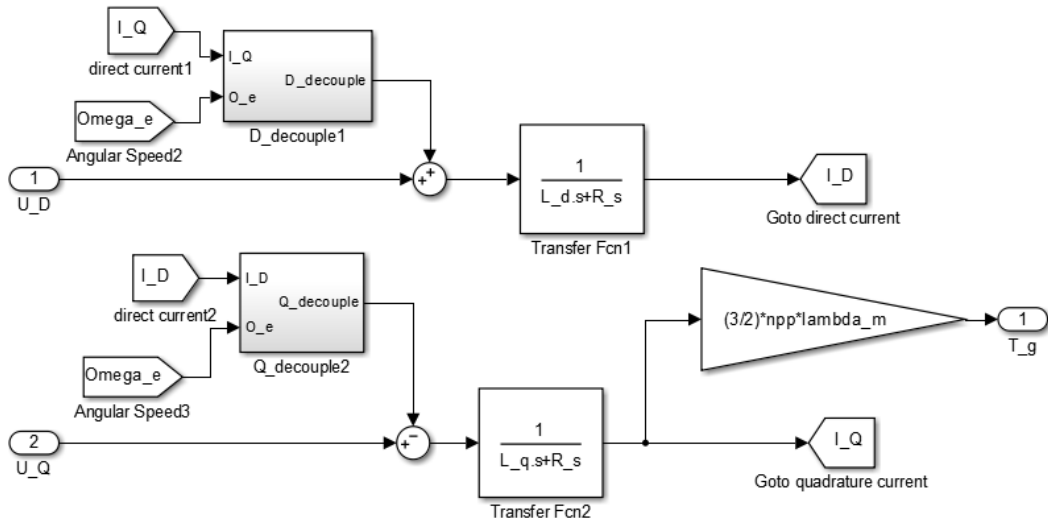 I_Q
direct current1
I_Q
D_decouple
O_e
Omega_e
D_decouple1
Angular Speed2
1
U_D
+ +
1
L_d.s+R_s
Transfer Fcn1
I_D
Goto direct current
I_D
direct current2
I_D
Q_decouple
O_e
Omega_e
Q_decouple2
Angular Speed3
(3/2)*npp*lambda_m
1
T_g
2
U_Q
+ −
1
L_q.s+R_s
Transfer Fcn2
I_Q
Goto quadrature current